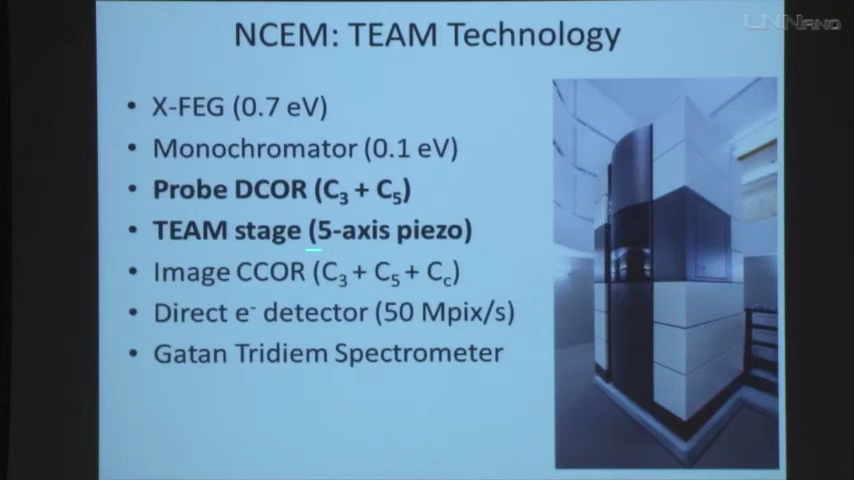 LNNano
NCEM: TEAM Technology
• X-FEG (0.7 eV)
• Monochromator (0.1 eV)
• Probe DCOR (C₃ + C₅)
• TEAM stage (5-axis piezo)
• Image CCOR (C₃ + C₅ + C꜀)
• Direct e⁻ detector (50 Mpix/s)
• Gatan Tridiem Spectrometer